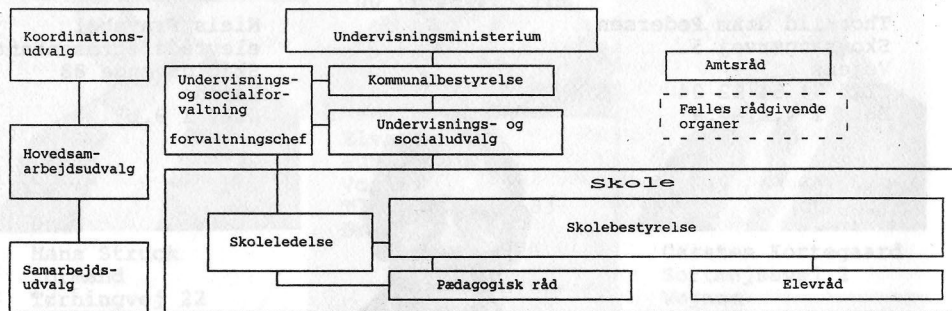 Koordinations-
udvalg
Hovedsam-
arbejdsudvalg
Samarbejds-
udvalg
Undervisningsministerium
Undervisnings-
og socialfor-
valtning
forvaltningschef
Kommunalbestyrelse
Undervisnings- og
socialudvalg
Amtsråd
Fælles rådgivende
organer
Skole
Skoleledelse
Skolebestyrelse
Pædagogisk råd
Elevråd